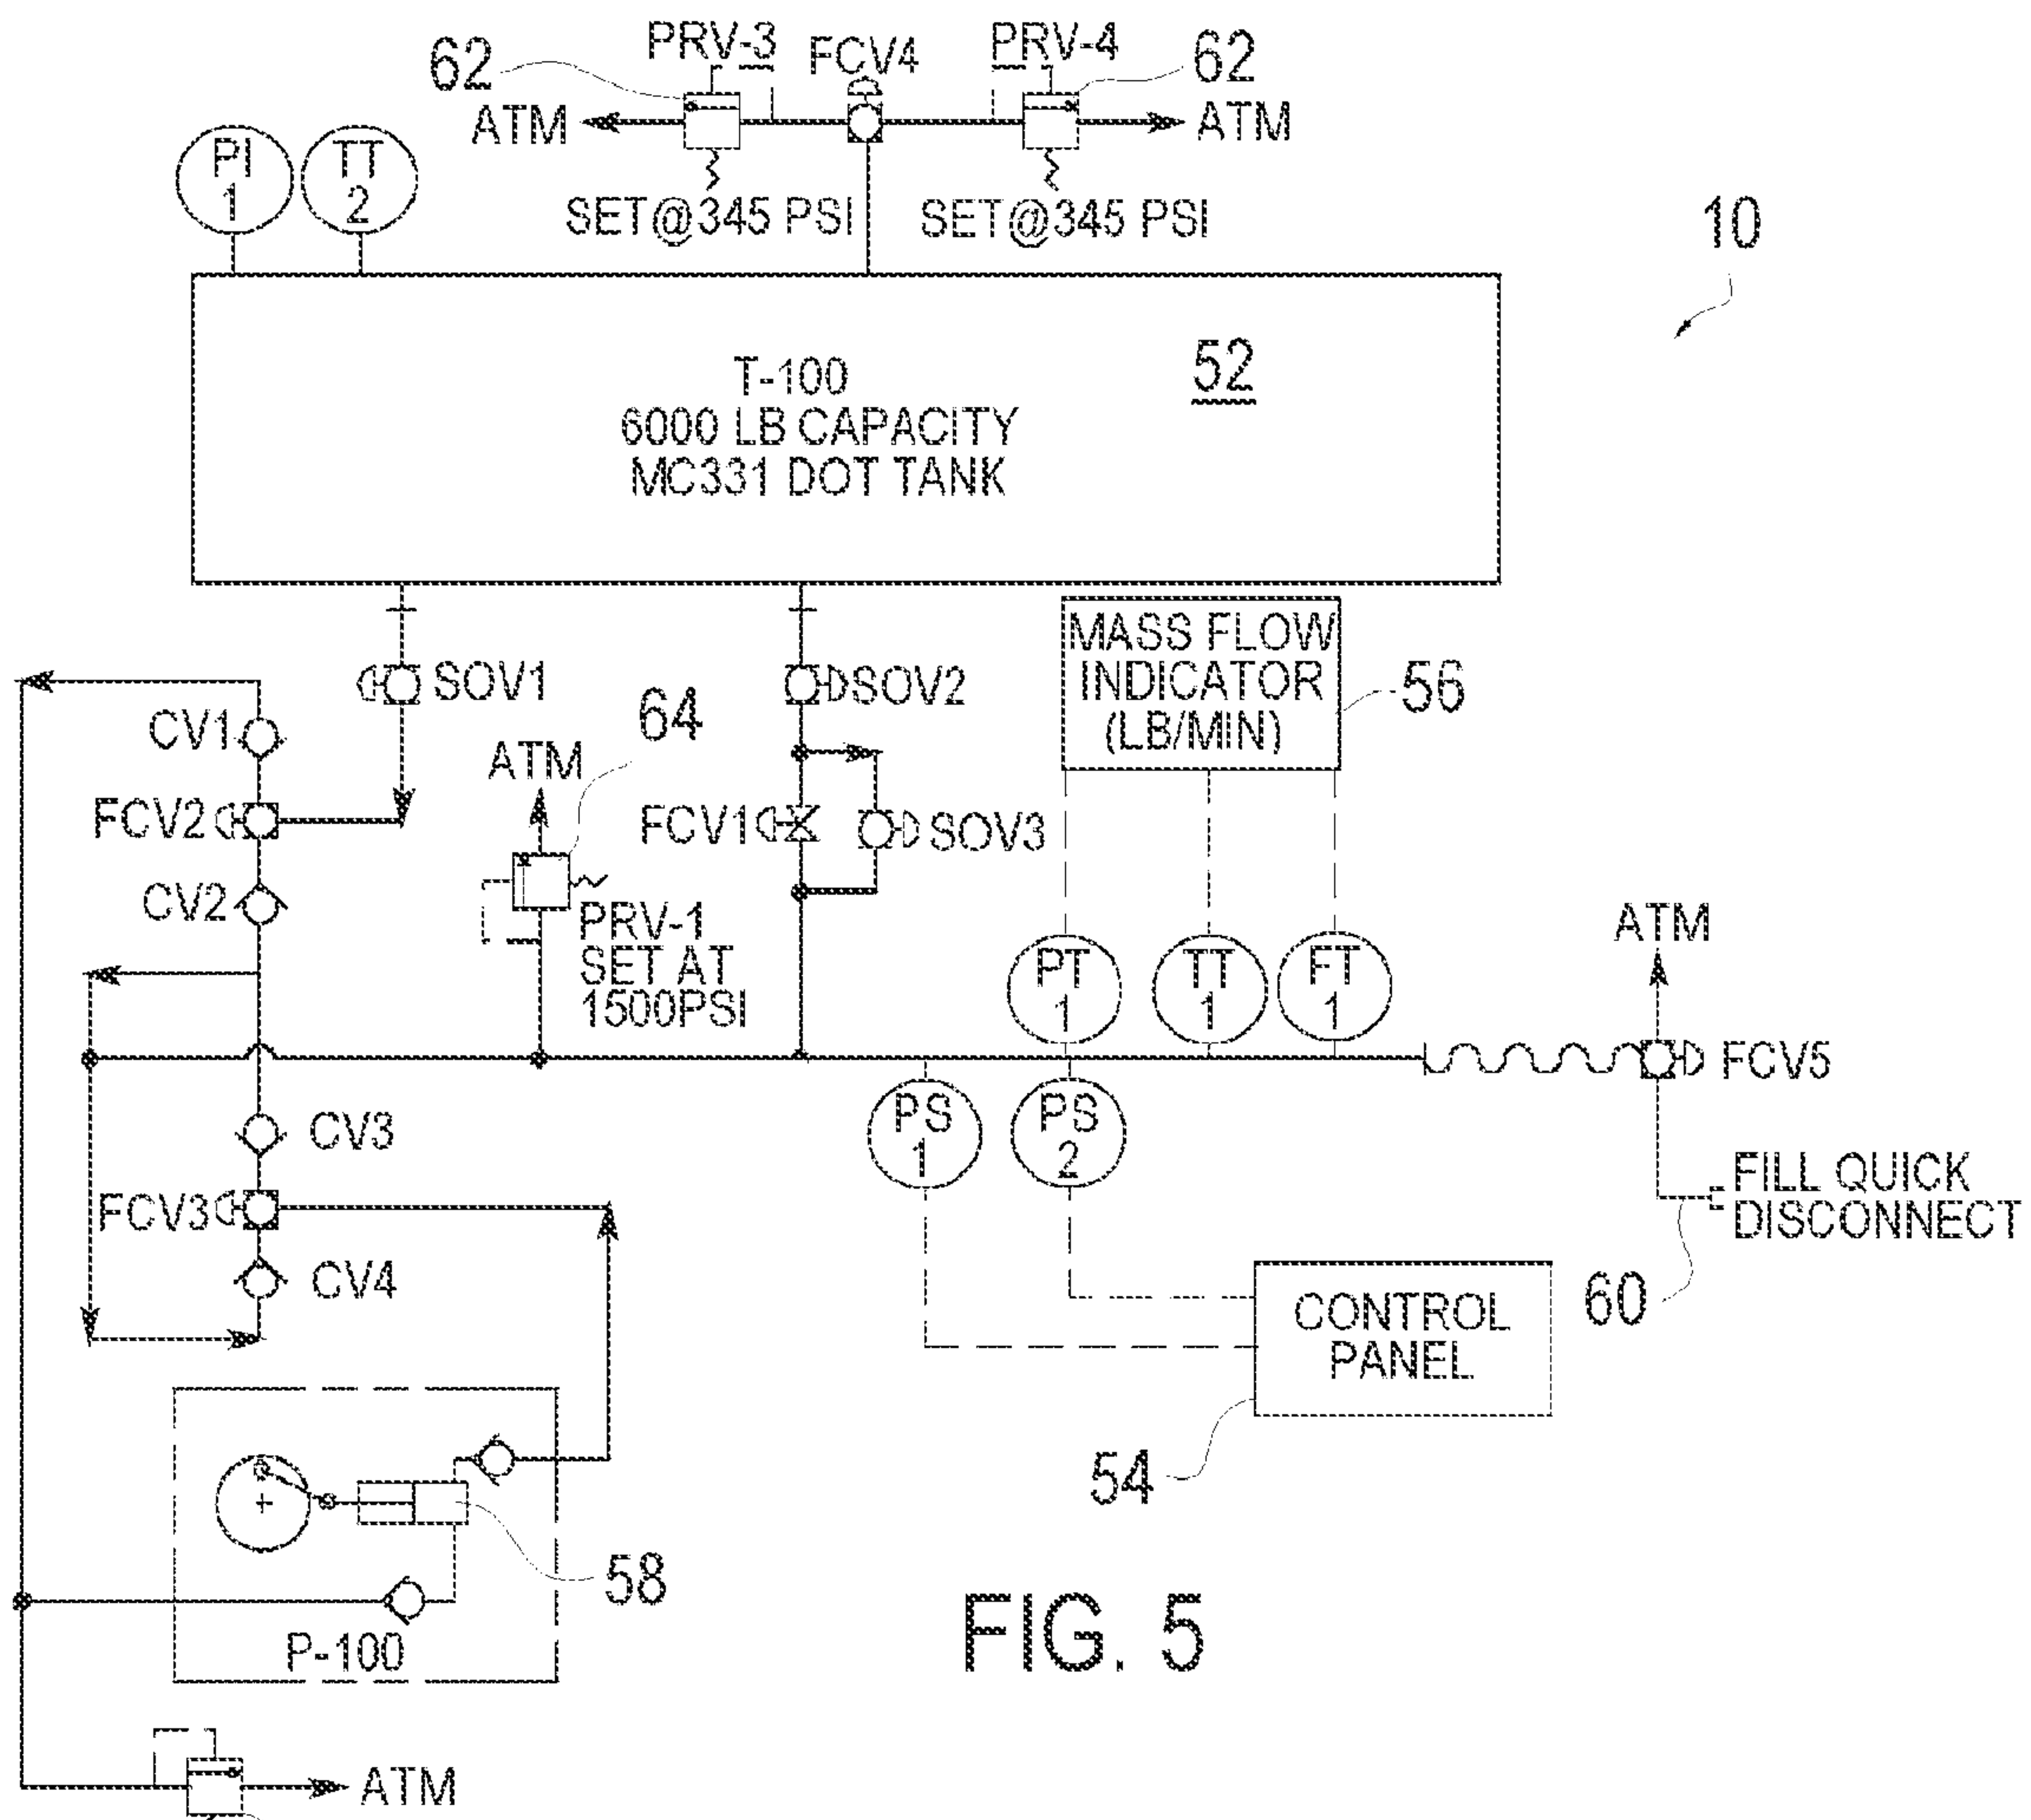 PRV-3
FCV4
PRV-4
62
62
ATM
ATM
PI
1
TT
2
SET@345 PSI
SET@345 PSI
10
T-100
6000 LB CAPACITY
MC331 DOT TANK
52
SOV1
SOV2
MASS FLOW
INDICATOR
(LB/MIN)
56
CV1
64
ATM
FCV2
FCV1
SOV3
CV2
PRV-1
SET AT
1500PSI
PT
1
TT
1
FT
1
ATM
FCV5
PS
1
PS
2
CV3
FCV3
CV4
FILL QUICK
DISCONNECT
60
CONTROL
PANEL
54
58
P-100
FIG. 5
ATM